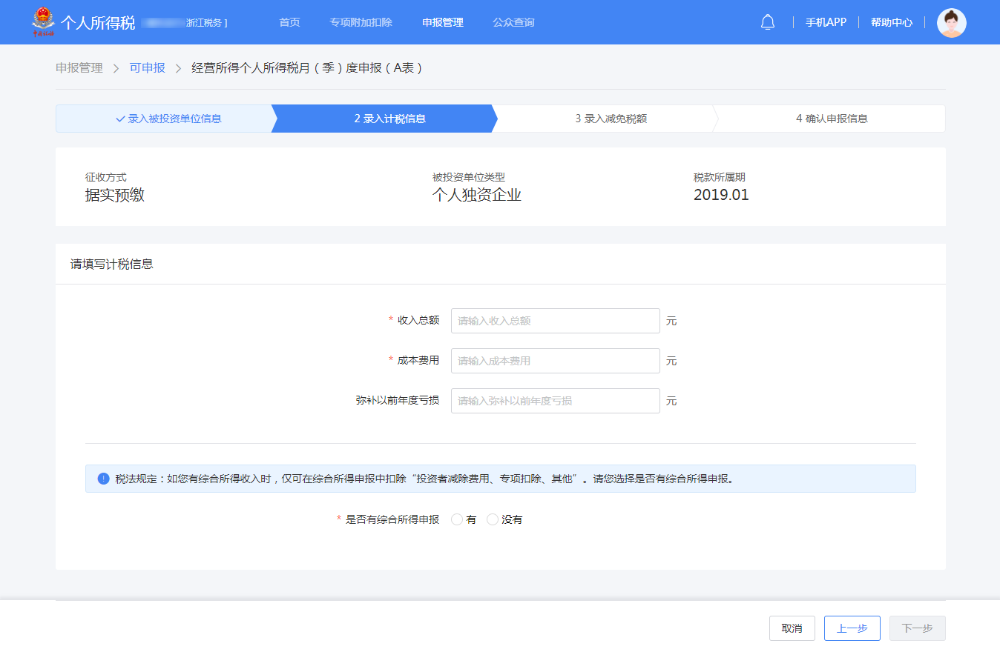 个人所得税 浙江税务 ] 首页 专项附加扣除 申报管理 公众查询 手机APP 帮助中心
申报管理 > 可申报 > 经营所得个人所得税月（季）度申报（A表）
录入被投资单位信息 2 录入计税信息 3 录入减免税额 4 确认申报信息
征收方式 被投资单位类型 税款所属期
据实预缴 个人独资企业 2019.01
请填写计税信息
* 收入总额 请输入收入总额 元
* 成本费用 请输入成本费用 元
弥补以前年度亏损 请输入弥补以前年度亏损 元
税法规定：如您有综合所得收入时，仅可在综合所得申报中扣除“投资者减除费用、专项扣除、其他”。请您选择是否有综合所得申报。
* 是否有综合所得申报 有 没有
取消 上一步 下一步